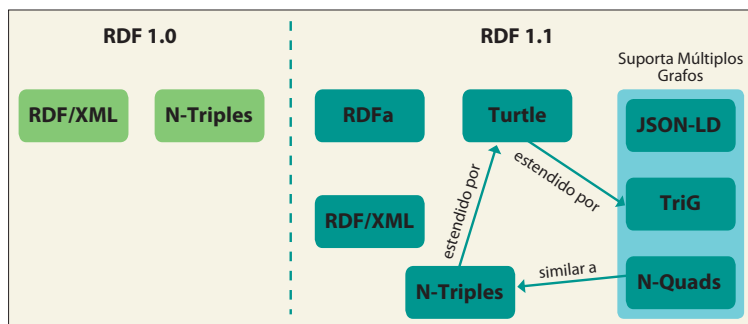 RDF 1.0
RDF/XML
N-Triples
RDF 1.1
Suporta Múltiplos
Grafos
RDFa
Turtle
JSON-LD
estendido por
estendido por
TriG
RDF/XML
similar a
N-Triples
N-Quads